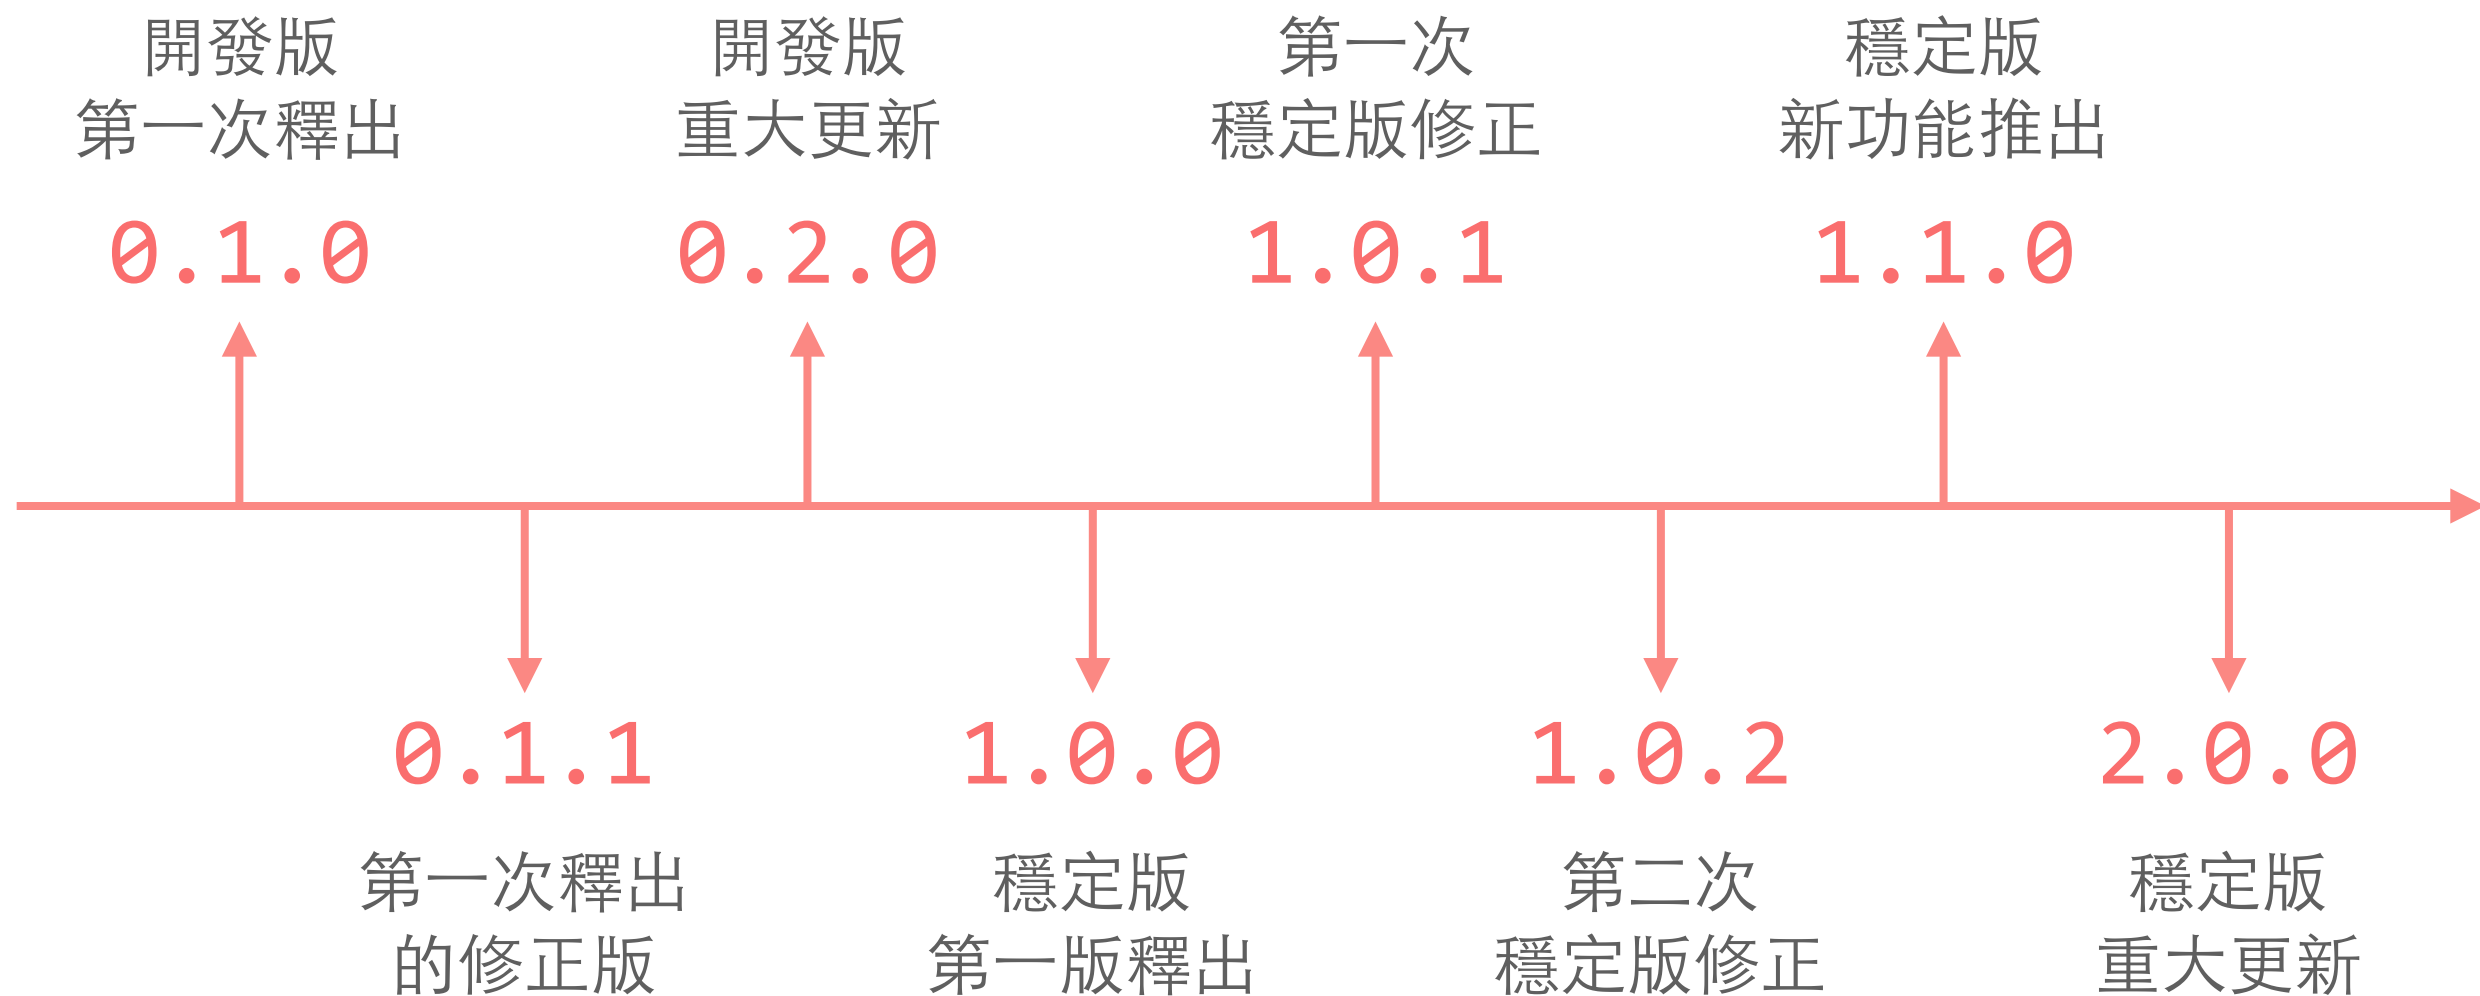 開發版
第一次釋出
0.1.0
開發版
重大更新
0.2.0
第一次
穩定版修正
1.0.1
穩定版
新功能推出
1.1.0
0.1.1
第一次釋出
的修正版
1.0.0
穩定版
第一版釋出
1.0.2
第二次
穩定版修正
2.0.0
穩定版
重大更新